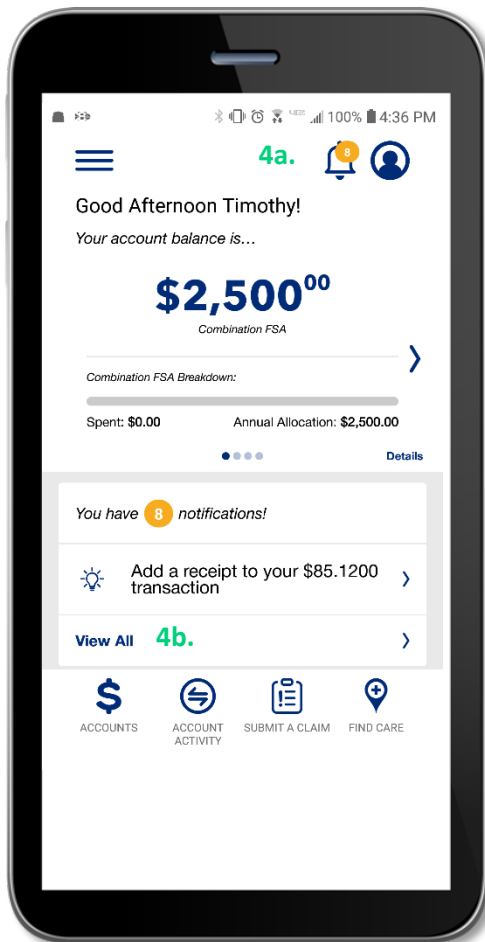 100% 4:36 PM
4a. 8
Good Afternoon Timothy!
Your account balance is...
$2,500 00
Combination FSA
Combination FSA Breakdown:
Spent: $0.00 Annual Allocation: $2,500.00
Details
You have 8 notifications!
Add a receipt to your $85.1200
transaction
View All 4b.
ACCOUNTS ACCOUNT SUBMIT A CLAIM FIND CARE
ACTIVITY